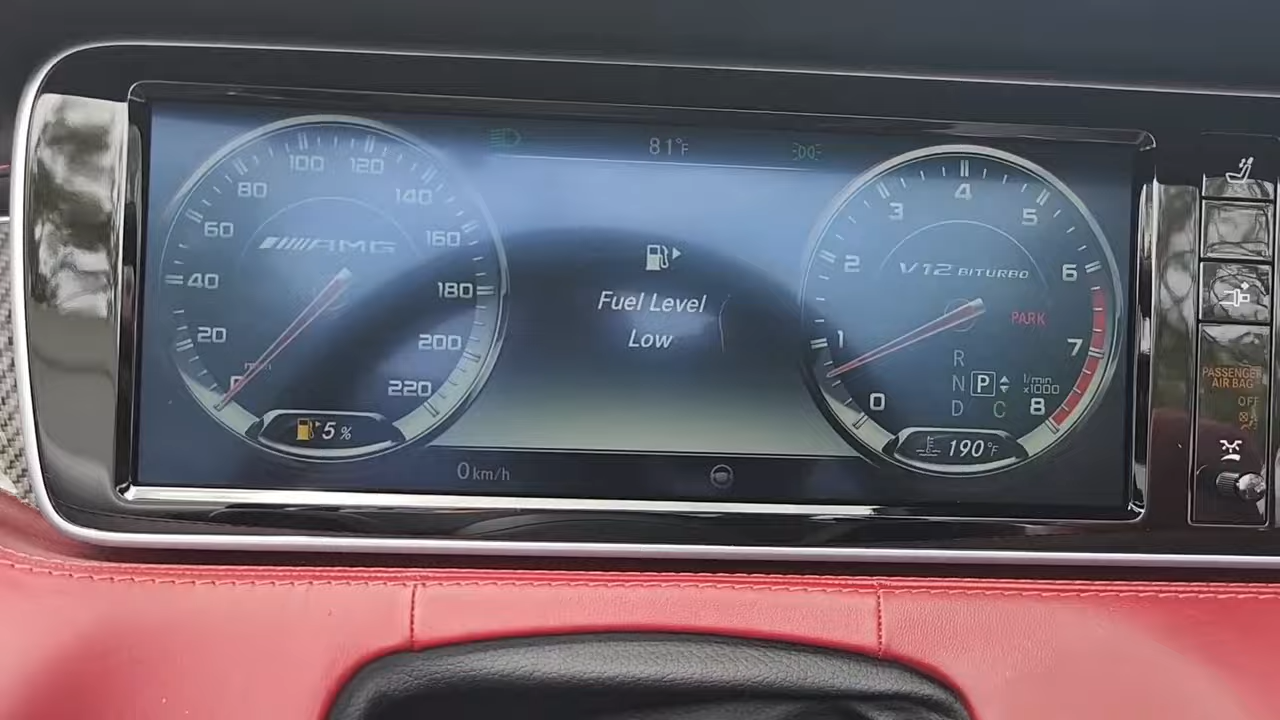 81°F
100 120
80 140
60 160
AMG
40 180
20 200
0 220
5 %
Fuel Level
Low
0 km/h
4
3 5
2 6
V12 BITURBO
PARK
1 7
R
N P l/min
x1000
D C 8
0
190°F
PASSENGER
AIR BAG
OFF